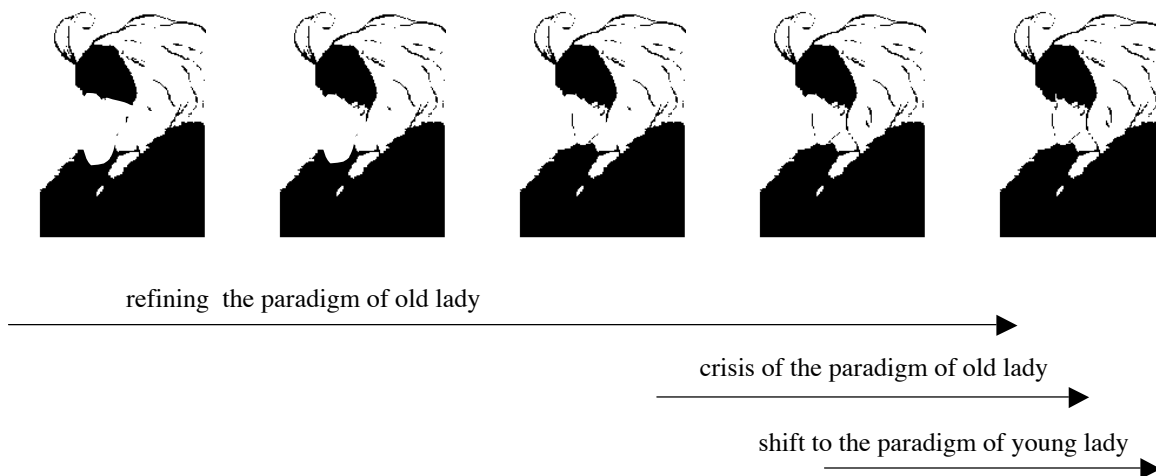 refining the paradigm of old lady
crisis of the paradigm of old lady
shift to the paradigm of young lady